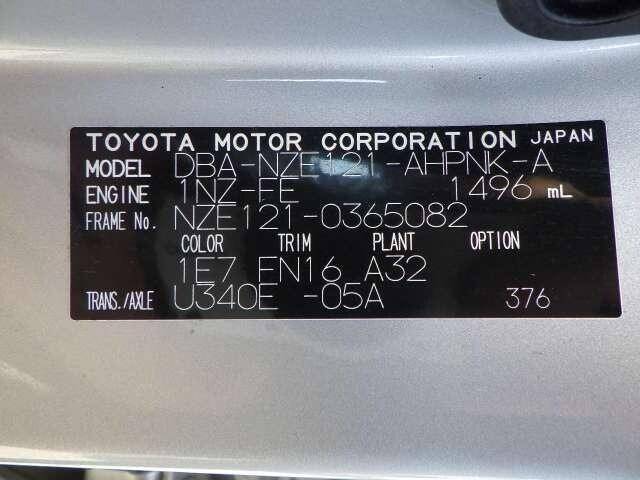 TOYOTA MOTOR CORPORATION JAPAN
MODEL DBA-NZE121-AHPNK-A
ENGINE 1NZ-FE 1496 mL
FRAME No. NZE121-0365082
COLOR TRIM PLANT OPTION
1E7 FN16 A32
TRANS./AXLE U340E -05A 376